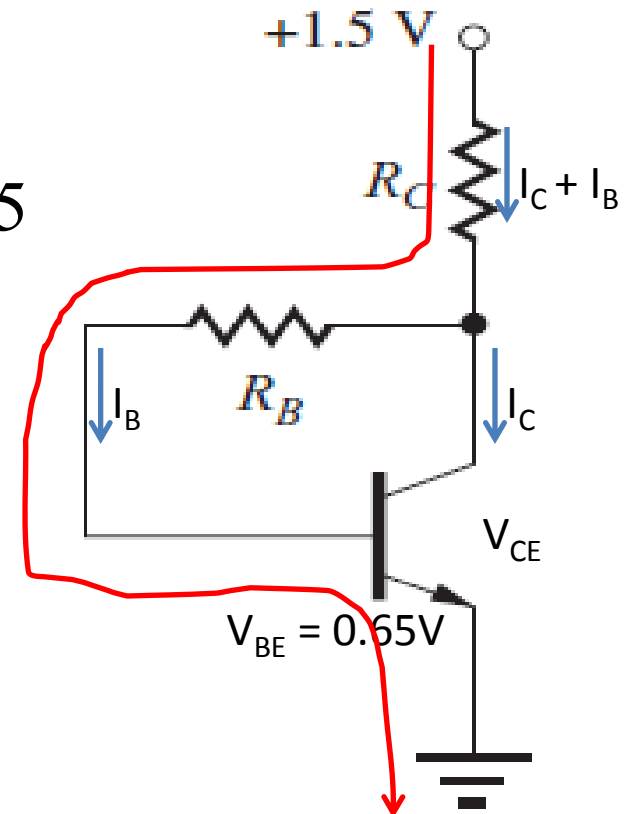 +1.5 V
R_C
I_C + I_B
5
R_B
I_B
I_C
V_CE
V_BE = 0.65V